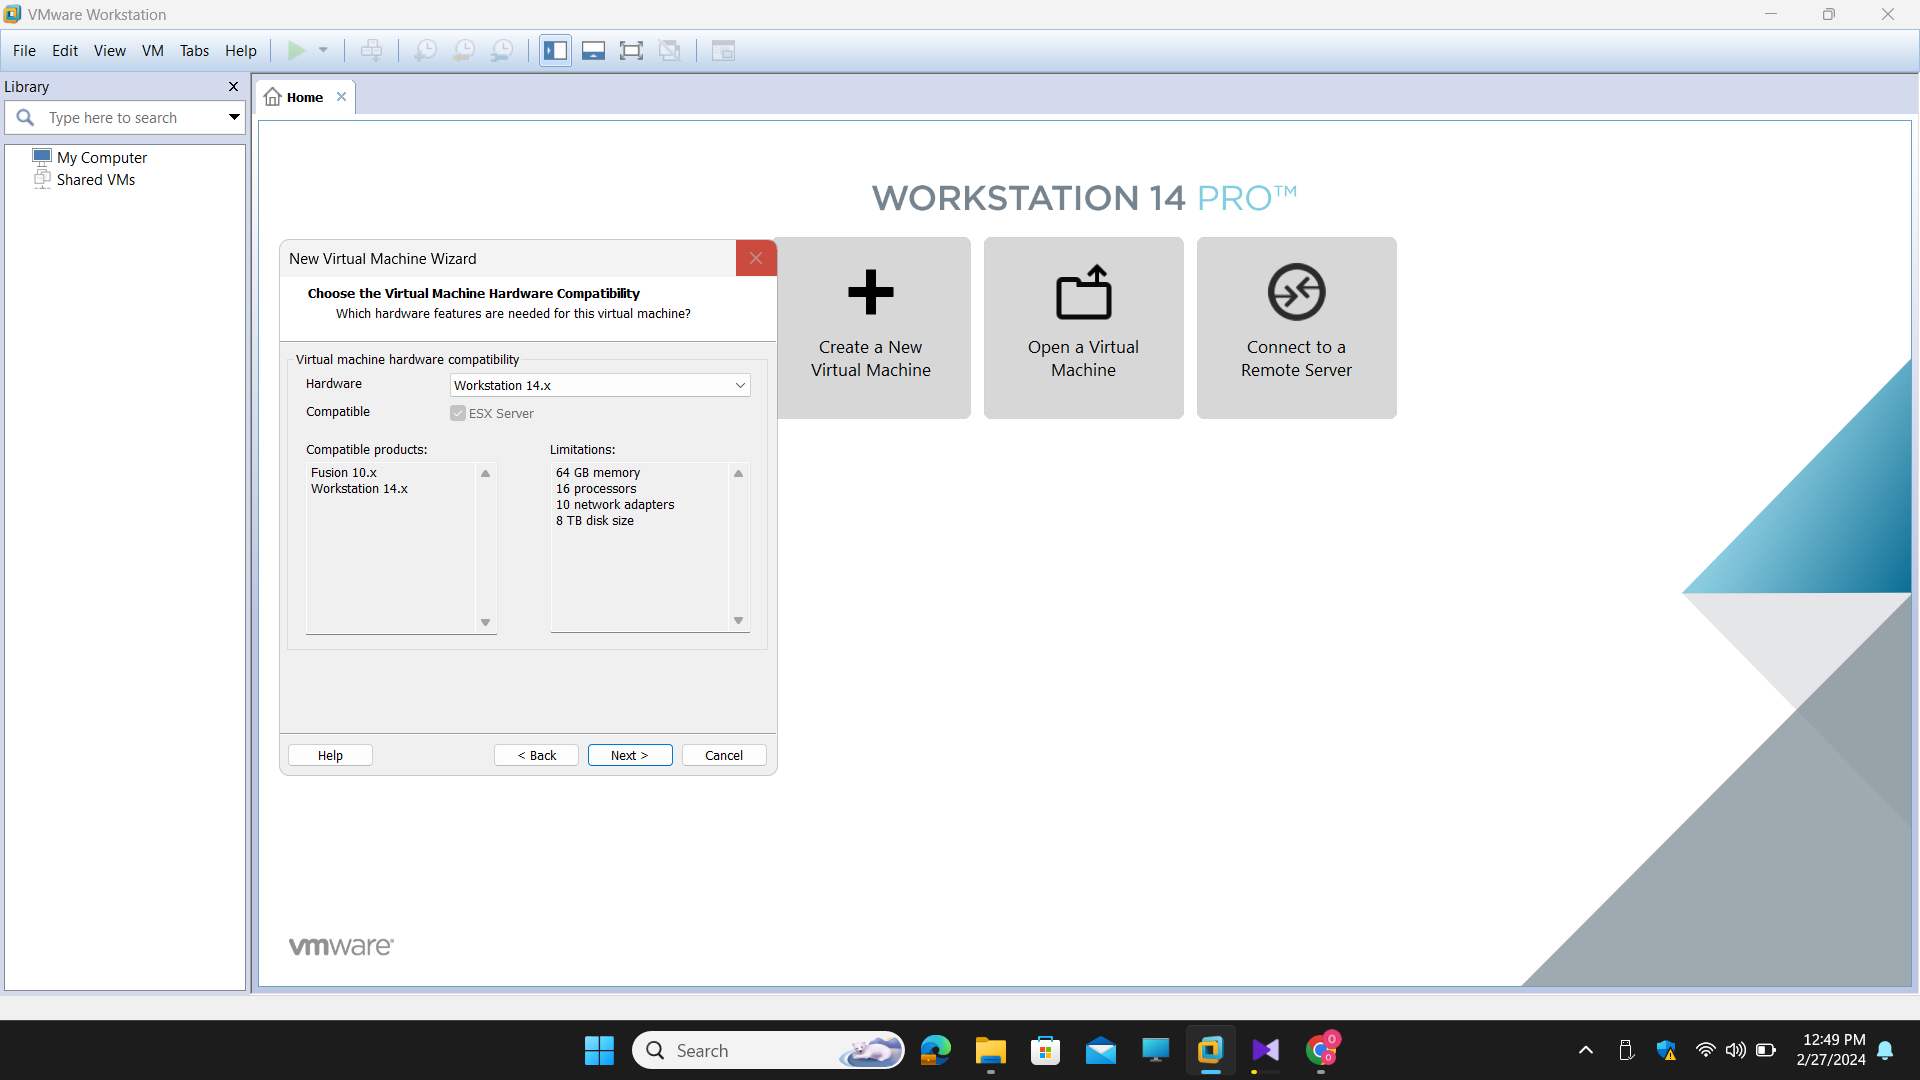 VMware Workstation
File Edit View VM Tabs Help
Library
Type here to search
My Computer
Shared VMs
Home
WORKSTATION 14 PRO™
Create a New
Virtual Machine
Open a Virtual
Machine
Connect to a
Remote Server
New Virtual Machine Wizard
Choose the Virtual Machine Hardware Compatibility
Which hardware features are needed for this virtual machine?
Virtual machine hardware compatibility
Hardware Workstation 14.x
Compatible ESX Server
Compatible products:
Fusion 10.x
Workstation 14.x
Limitations:
64 GB memory
16 processors
10 network adapters
8 TB disk size
Help < Back Next > Cancel
vmware®
Search
0
0
12:49 PM
2/27/2024